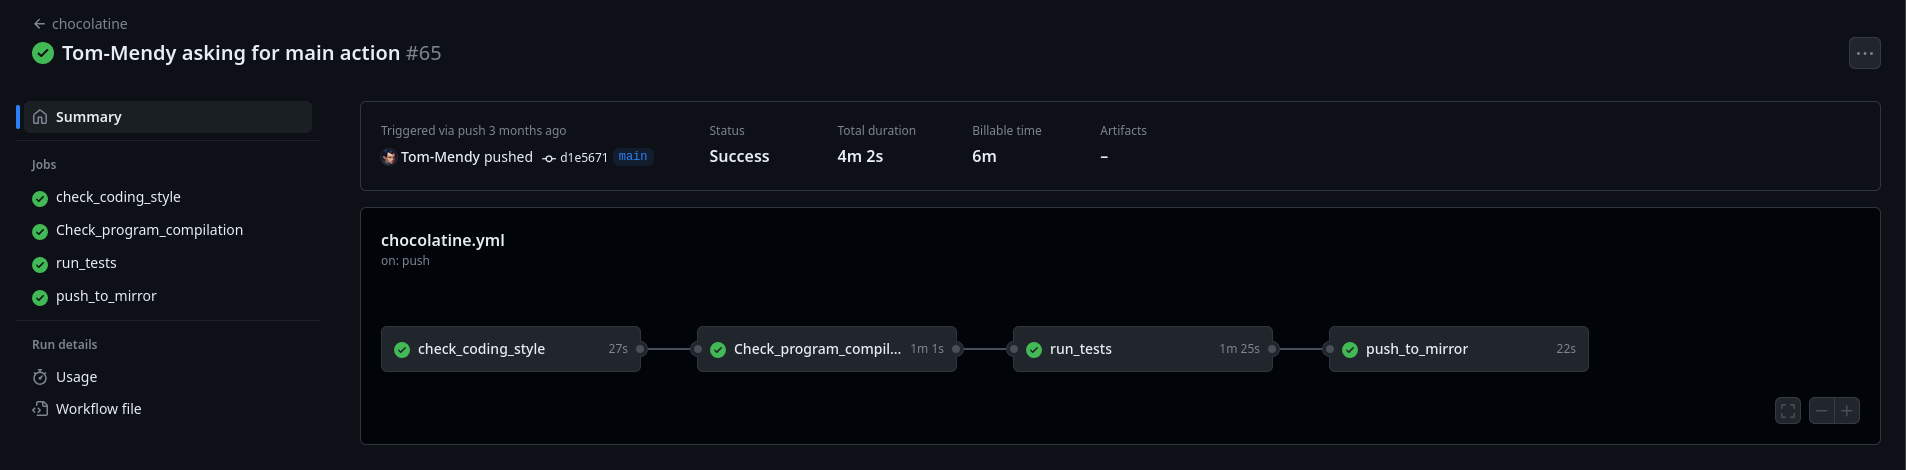 ← chocolatine
Tom-Mendy asking for main action #65
Summary
Jobs
check_coding_style
Check_program_compilation
run_tests
push_to_mirror
Run details
Usage
Workflow file
Triggered via push 3 months ago
Tom-Mendy pushed d1e5671 main
Status
Success
Total duration
4m 2s
Billable time
6m
Artifacts
–
chocolatine.yml
on: push
check_coding_style 27s
Check_program_compil... 1m 1s
run_tests 1m 25s
push_to_mirror 22s